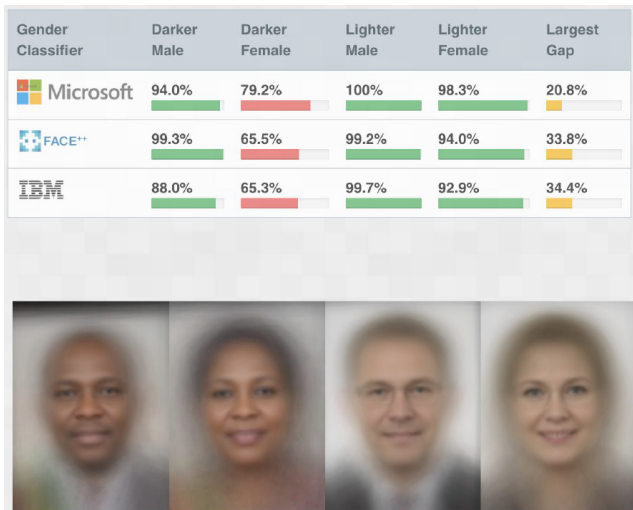 Gender Classifier Darker Male Darker Female Lighter Male Lighter Female Largest Gap
Microsoft 94.0% 79.2% 100% 98.3% 20.8%
FACE++ 99.3% 65.5% 99.2% 94.0% 33.8%
IBM 88.0% 65.3% 99.7% 92.9% 34.4%